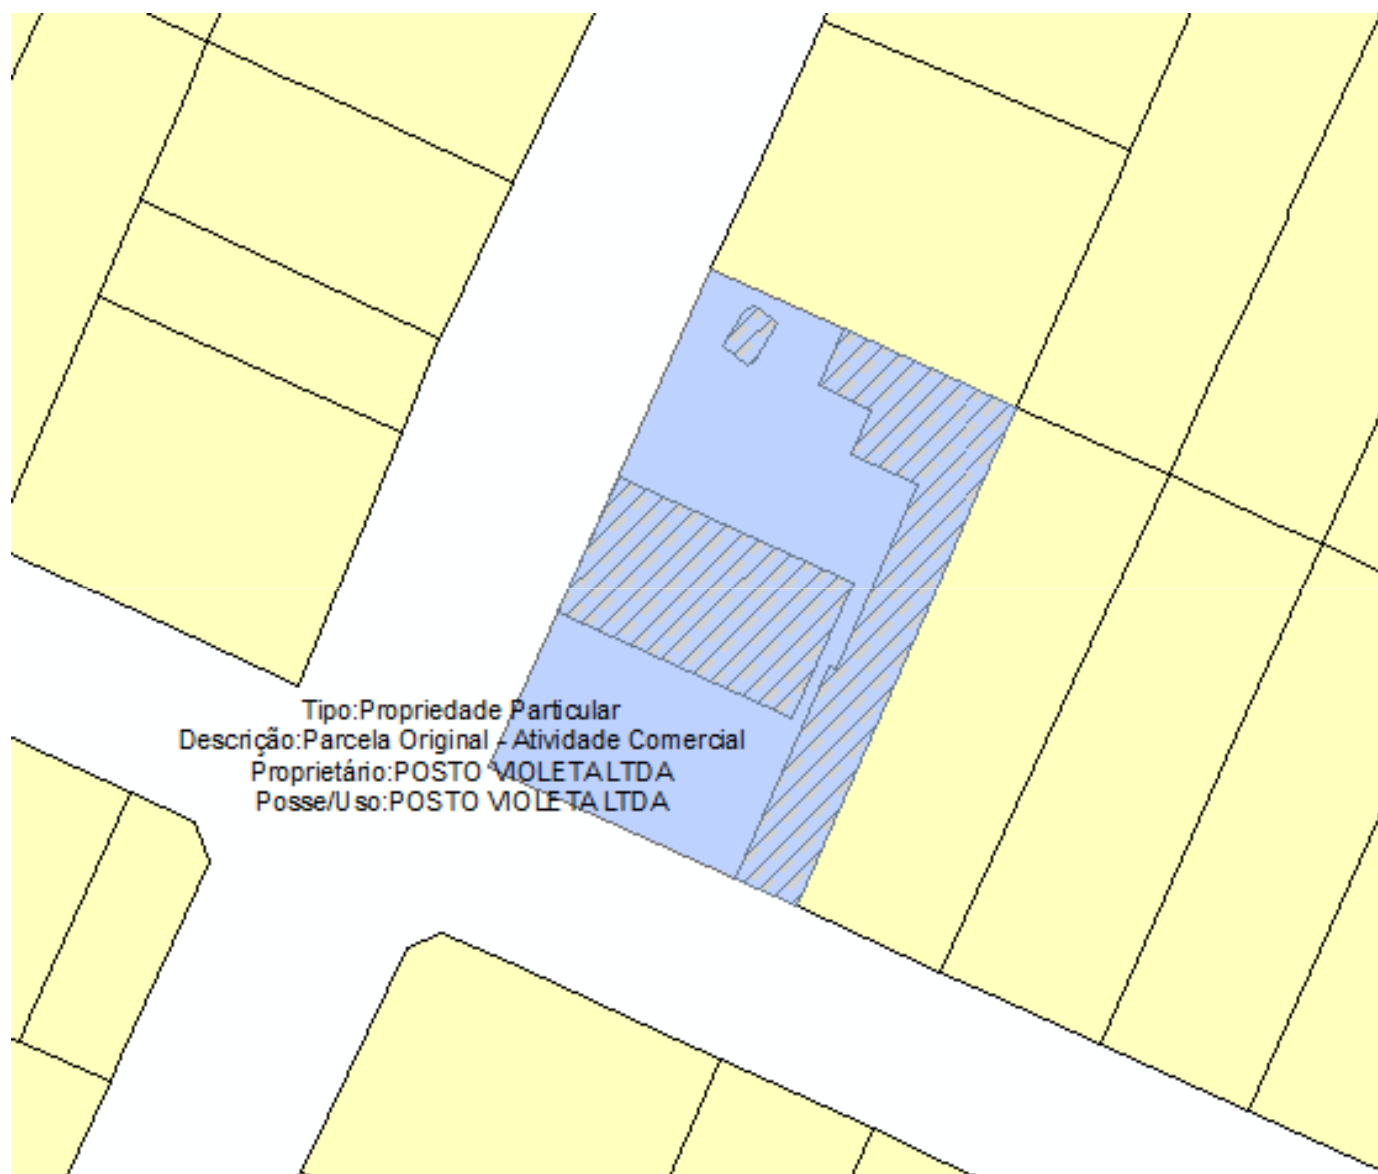 Tipo:Propriedade Particular
Descrição:Parcela Original - Atividade Comercial
Proprietário:POSTO VIOLETA LTDA
Posse/Uso:POSTO VIOLETA LTDA